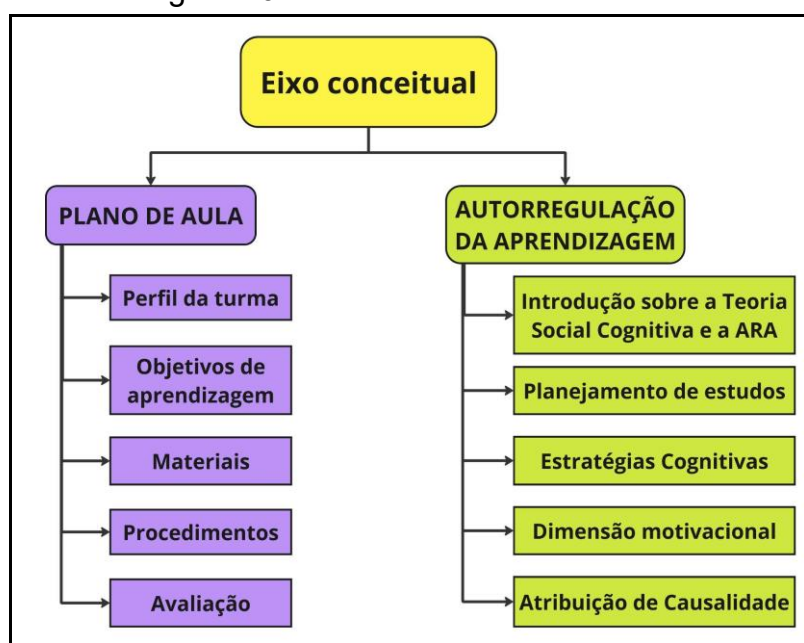 Eixo conceitual
PLANO DE AULA
Perfil da turma
Objetivos de
aprendizagem
Materiais
Procedimentos
Avaliação
AUTORREGULAÇÃO
DA APRENDIZAGEM
Introdução sobre a Teoria
Social Cognitiva e a ARA
Planejamento de estudos
Estratégias Cognitivas
Dimensão motivacional
Atribuição de Causalidade